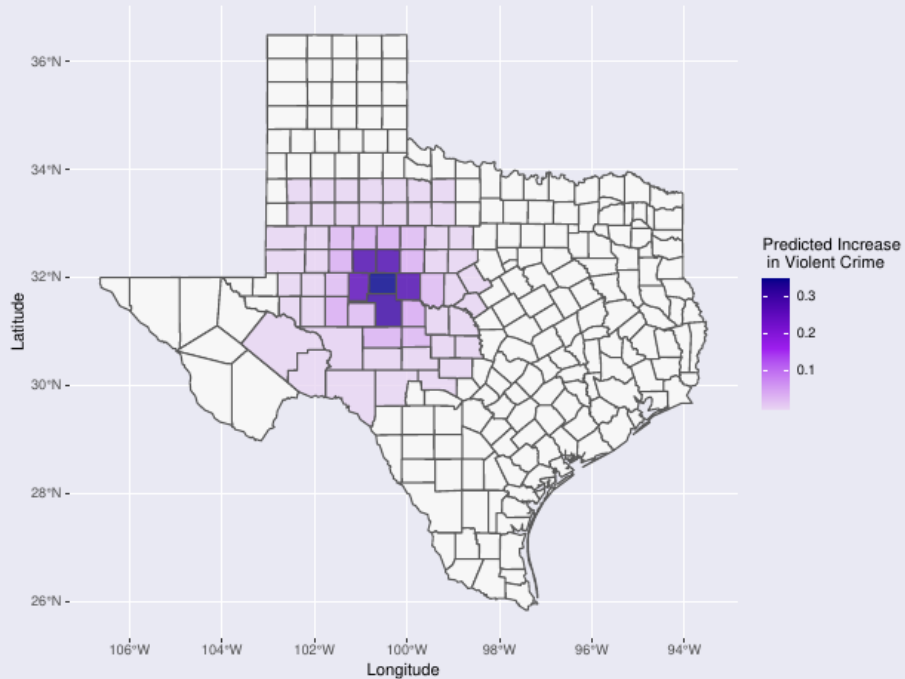 36°N
34°N
32°N
30°N
28°N
26°N
Latitude
106°W 104°W 102°W 100°W 98°W 96°W 94°W
Longitude
Predicted Increase
in Violent Crime
0.3
0.2
0.1